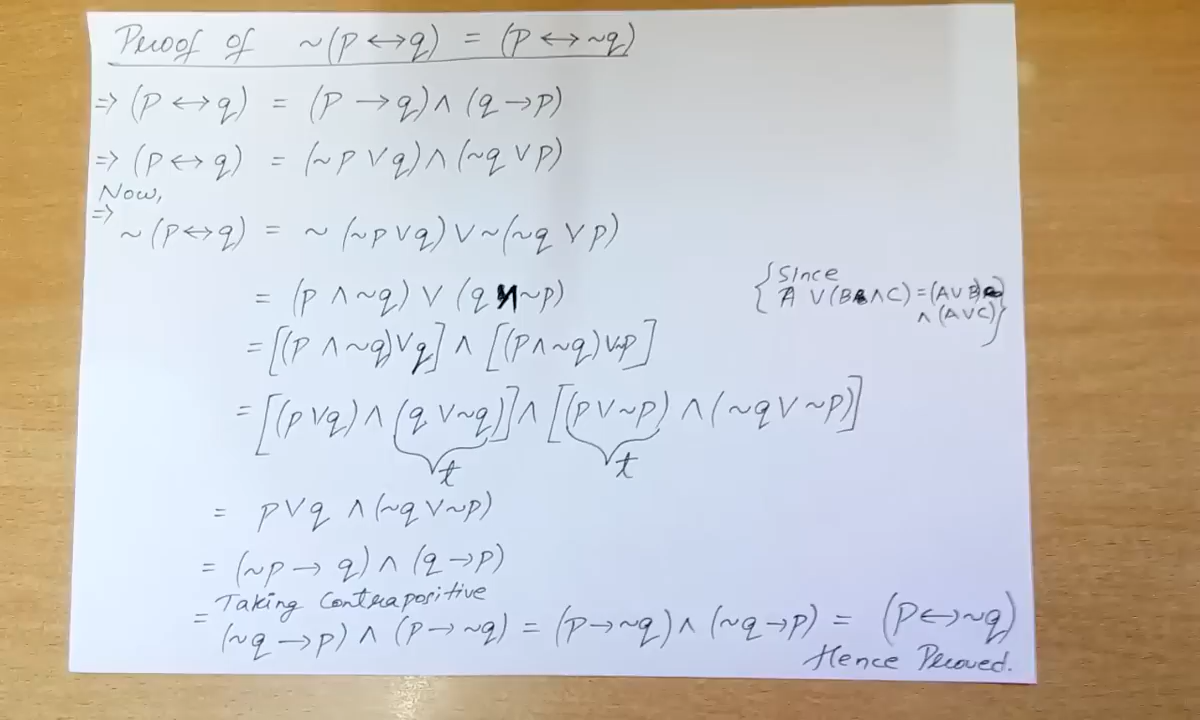 Proof of ~(P↔q) = (P↔~q)
⇒ (P↔q) = (P→q)∧(q→P)
⇒ (P↔q) = (~P∨q)∧(~q∨P)
Now,
⇒ ~(P↔q) = ~(~P∨q)∨~(~q∨P)
= (P∧~q)∨(q∧~P)
{Since
A∨(B∧C)=(A∨B)
∧(A∨C)}
=[(P∧~q)∨q]∧[(P∧~q)∨~P]
=[(P∨q)∧(q∨~q)]∧[(P∨~P)∧(~q∨~P)]
t t
= P∨q∧(~q∨~P)
= (~P→q)∧(q→P)
= Taking Contrapositive
(~q→P)∧(P→~q) = (P→~q)∧(~q→P) = (P↔~q)
Hence Proved.